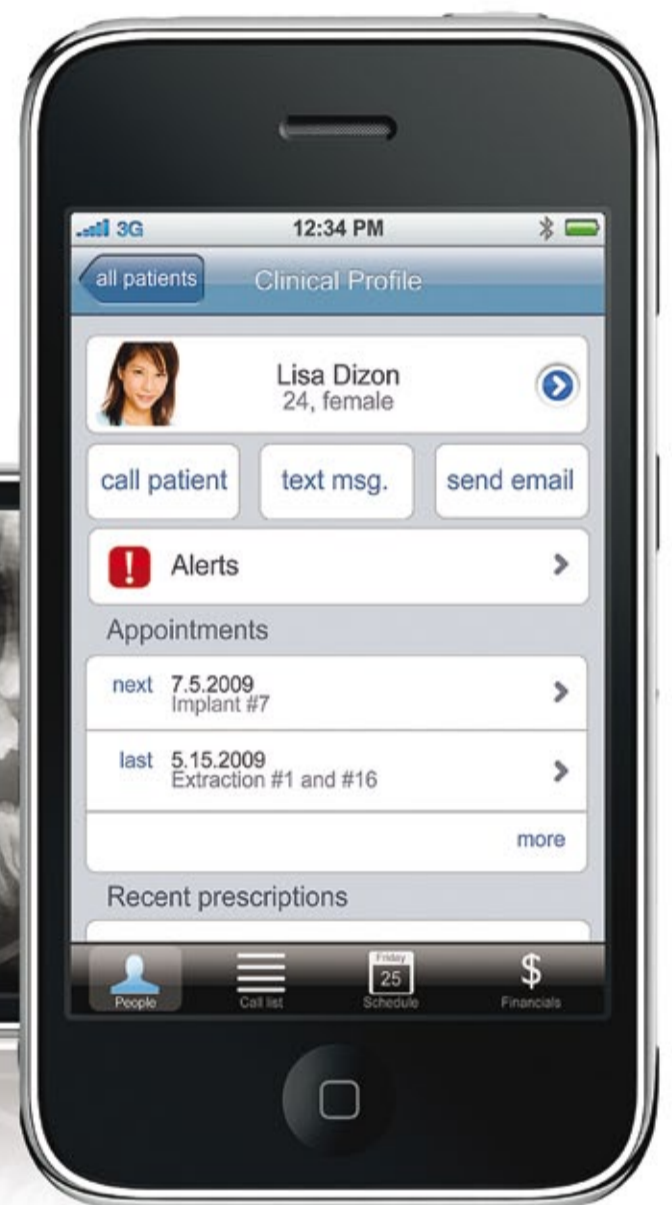 3G 12:34 PM
all patients Clinical Profile
Lisa Dizon
24, female
call patient text msg. send email
! Alerts
Appointments
next 7.5.2009
Implant #7
last 5.15.2009
Extraction #1 and #16
more
Recent prescriptions
Friday
25
$
People Call list Schedule Financials